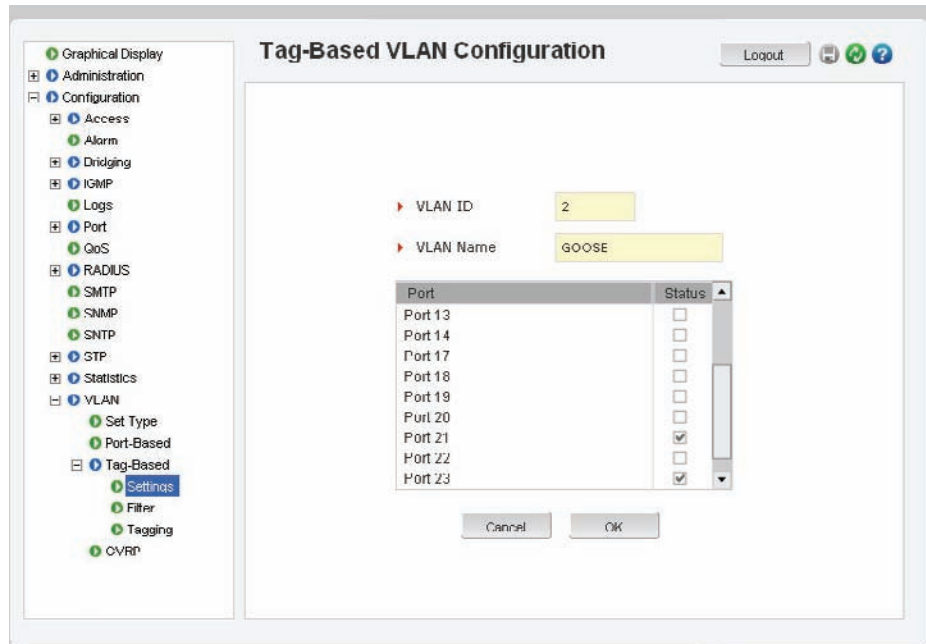 Graphical Display
Administration
Configuration
Access
Alarm
Bridging
IGMP
Logs
Port
QoS
RADIUS
SMTP
SNMP
SNTP
STP
Statistics
VLAN
Set Type
Port-Based
Tag-Based
Settings
Filter
Tagging
GVRP
Tag-Based VLAN Configuration
Logout
VLAN ID
2
VLAN Name
GOOSE
Port Status
Port 13
Port 14
Port 17
Port 18
Port 19
Port 20
Port 21
Port 22
Port 23
Cancel
OK